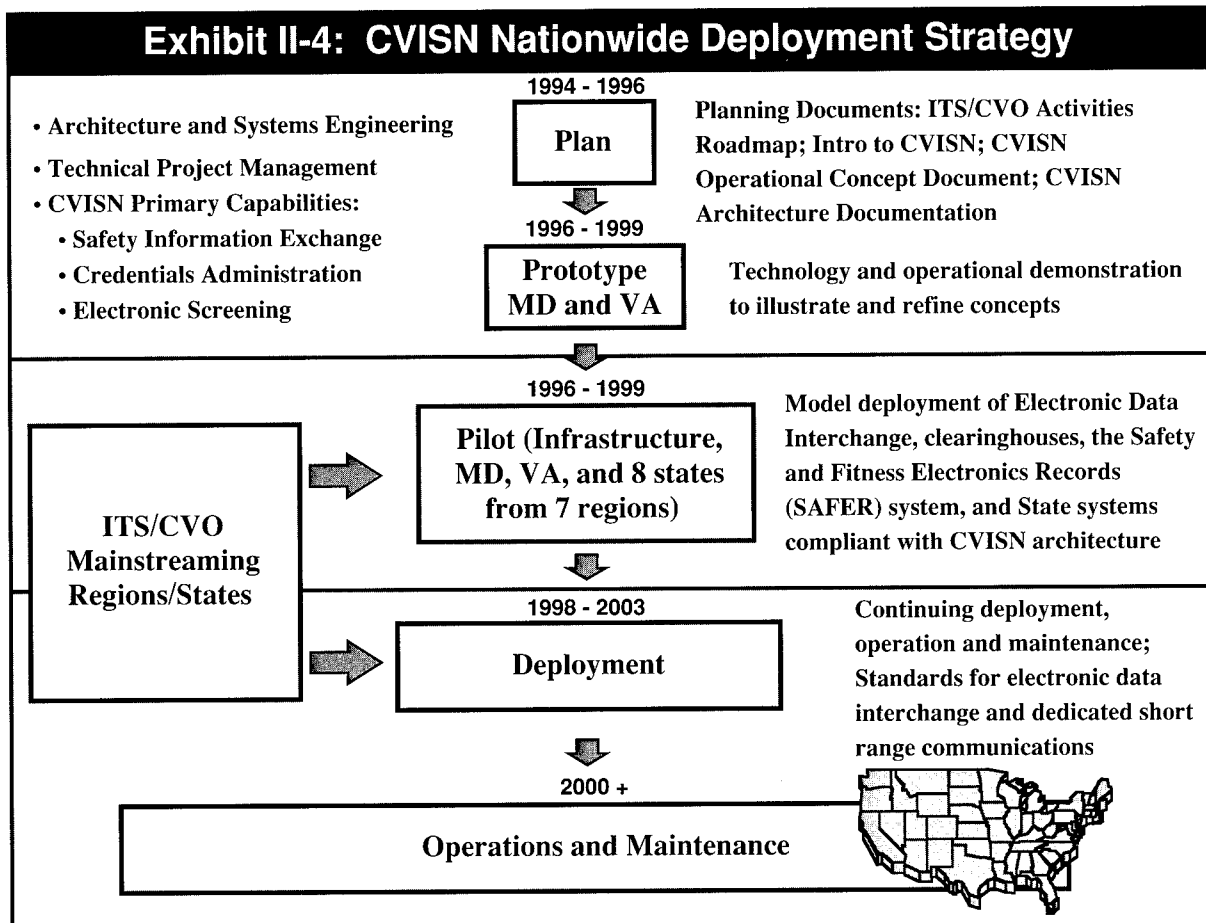 Exhibit II-4: CVISN Nationwide Deployment Strategy
• Architecture and Systems Engineering
• Technical Project Management
• CVISN Primary Capabilities:
• Safety Information Exchange
• Credentials Administration
• Electronic Screening
1994 - 1996
Plan
Planning Documents: ITS/CVO Activities
Roadmap; Intro to CVISN; CVISN
Operational Concept Document; CVISN
Architecture Documentation
1996 - 1999
Prototype
MD and VA
Technology and operational demonstration
to illustrate and refine concepts
ITS/CVO
Mainstreaming
Regions/States
1996 - 1999
Pilot (Infrastructure,
MD, VA, and 8 states
from 7 regions)
Model deployment of Electronic Data
Interchange, clearinghouses, the Safety
and Fitness Electronics Records
(SAFER) system, and State systems
compliant with CVISN architecture
1998 - 2003
Deployment
Continuing deployment,
operation and maintenance;
Standards for electronic data
interchange and dedicated short
range communications
2000 +
Operations and Maintenance